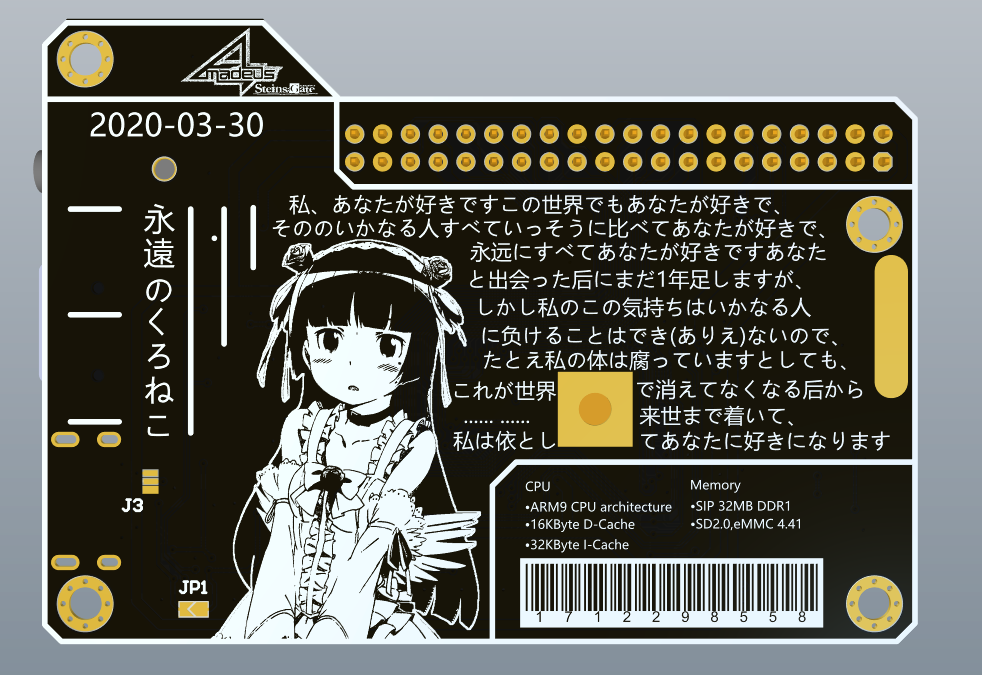 Amadeus
Steins;Gate
2020-03-30
永遠のくろねこ
私、あなたが好きですこの世界でもあなたが好きで、
そののいかなる人すべていっそうに比べてあなたが好きで、
永远にすべてあなたが好きですあなた
と出会った后にまだ1年足しますが、
しかし私のこの気持ちはいかなる人
に负けることはでき(ありえ)ないので、
たとえ私の体は腐っていますとしても、
これが世界で消えてなくなる后から
...... ...... 来世まで着いて、
私は依としてあなたに好きになります
J3
JP1
CPU
•ARM9 CPU architecture
•16KByte D-Cache
•32KByte I-Cache
Memory
•SIP 32MB DDR1
•SD2.0,eMMC 4.41
1 7 1 2 2 9 8 5 5 8